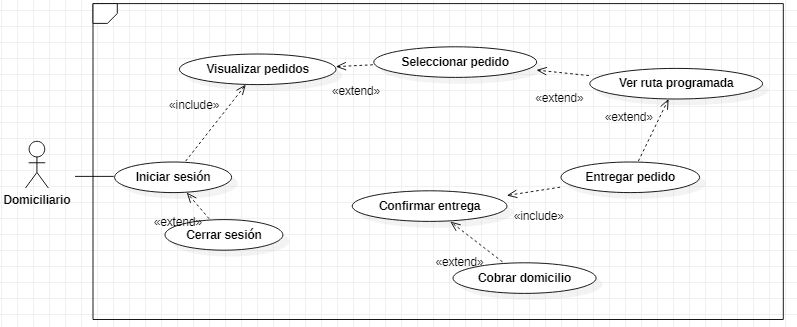 Visualizar pedidos
Seleccionar pedido
Ver ruta programada
«extend»
«include»
«extend»
«extend»
Iniciar sesión
Entregar pedido
Domiciliario
Confirmar entrega
«include»
«extend»
Cerrar sesión
«extend»
Cobrar domicilio